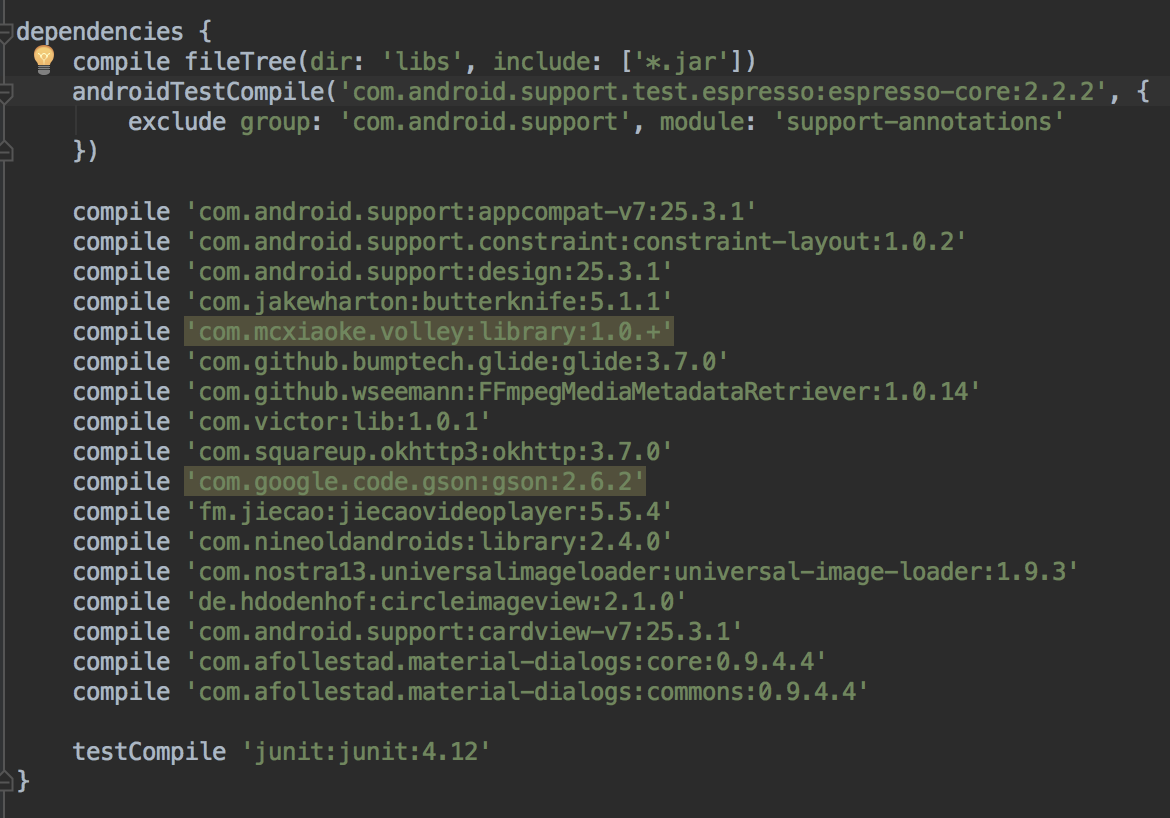 dependencies {
    compile fileTree(dir: 'libs', include: ['*.jar'])
    androidTestCompile('com.android.support.test.espresso:espresso-core:2.2.2', {
        exclude group: 'com.android.support', module: 'support-annotations'
    })
    compile 'com.android.support:appcompat-v7:25.3.1'
    compile 'com.android.support.constraint:constraint-layout:1.0.2'
    compile 'com.android.support:design:25.3.1'
    compile 'com.jakewharton:butterknife:5.1.1'
    compile 'com.mcxiaoke.volley:library:1.0.+'
    compile 'com.github.bumptech.glide:glide:3.7.0'
    compile 'com.github.wseemann:FFmpegMediaMetadataRetriever:1.0.14'
    compile 'com.victor:lib:1.0.1'
    compile 'com.squareup.okhttp3:okhttp:3.7.0'
    compile 'com.google.code.gson:gson:2.6.2'
    compile 'fm.jiecao:jiecaovideoplayer:5.5.4'
    compile 'com.nineoldandroids:library:2.4.0'
    compile 'com.nostra13.universalimageloader:universal-image-loader:1.9.3'
    compile 'de.hdodenhof:circleimageview:2.1.0'
    compile 'com.android.support:cardview-v7:25.3.1'
    compile 'com.afollestad.material-dialogs:core:0.9.4.4'
    compile 'com.afollestad.material-dialogs:commons:0.9.4.4'
    testCompile 'junit:junit:4.12'
}